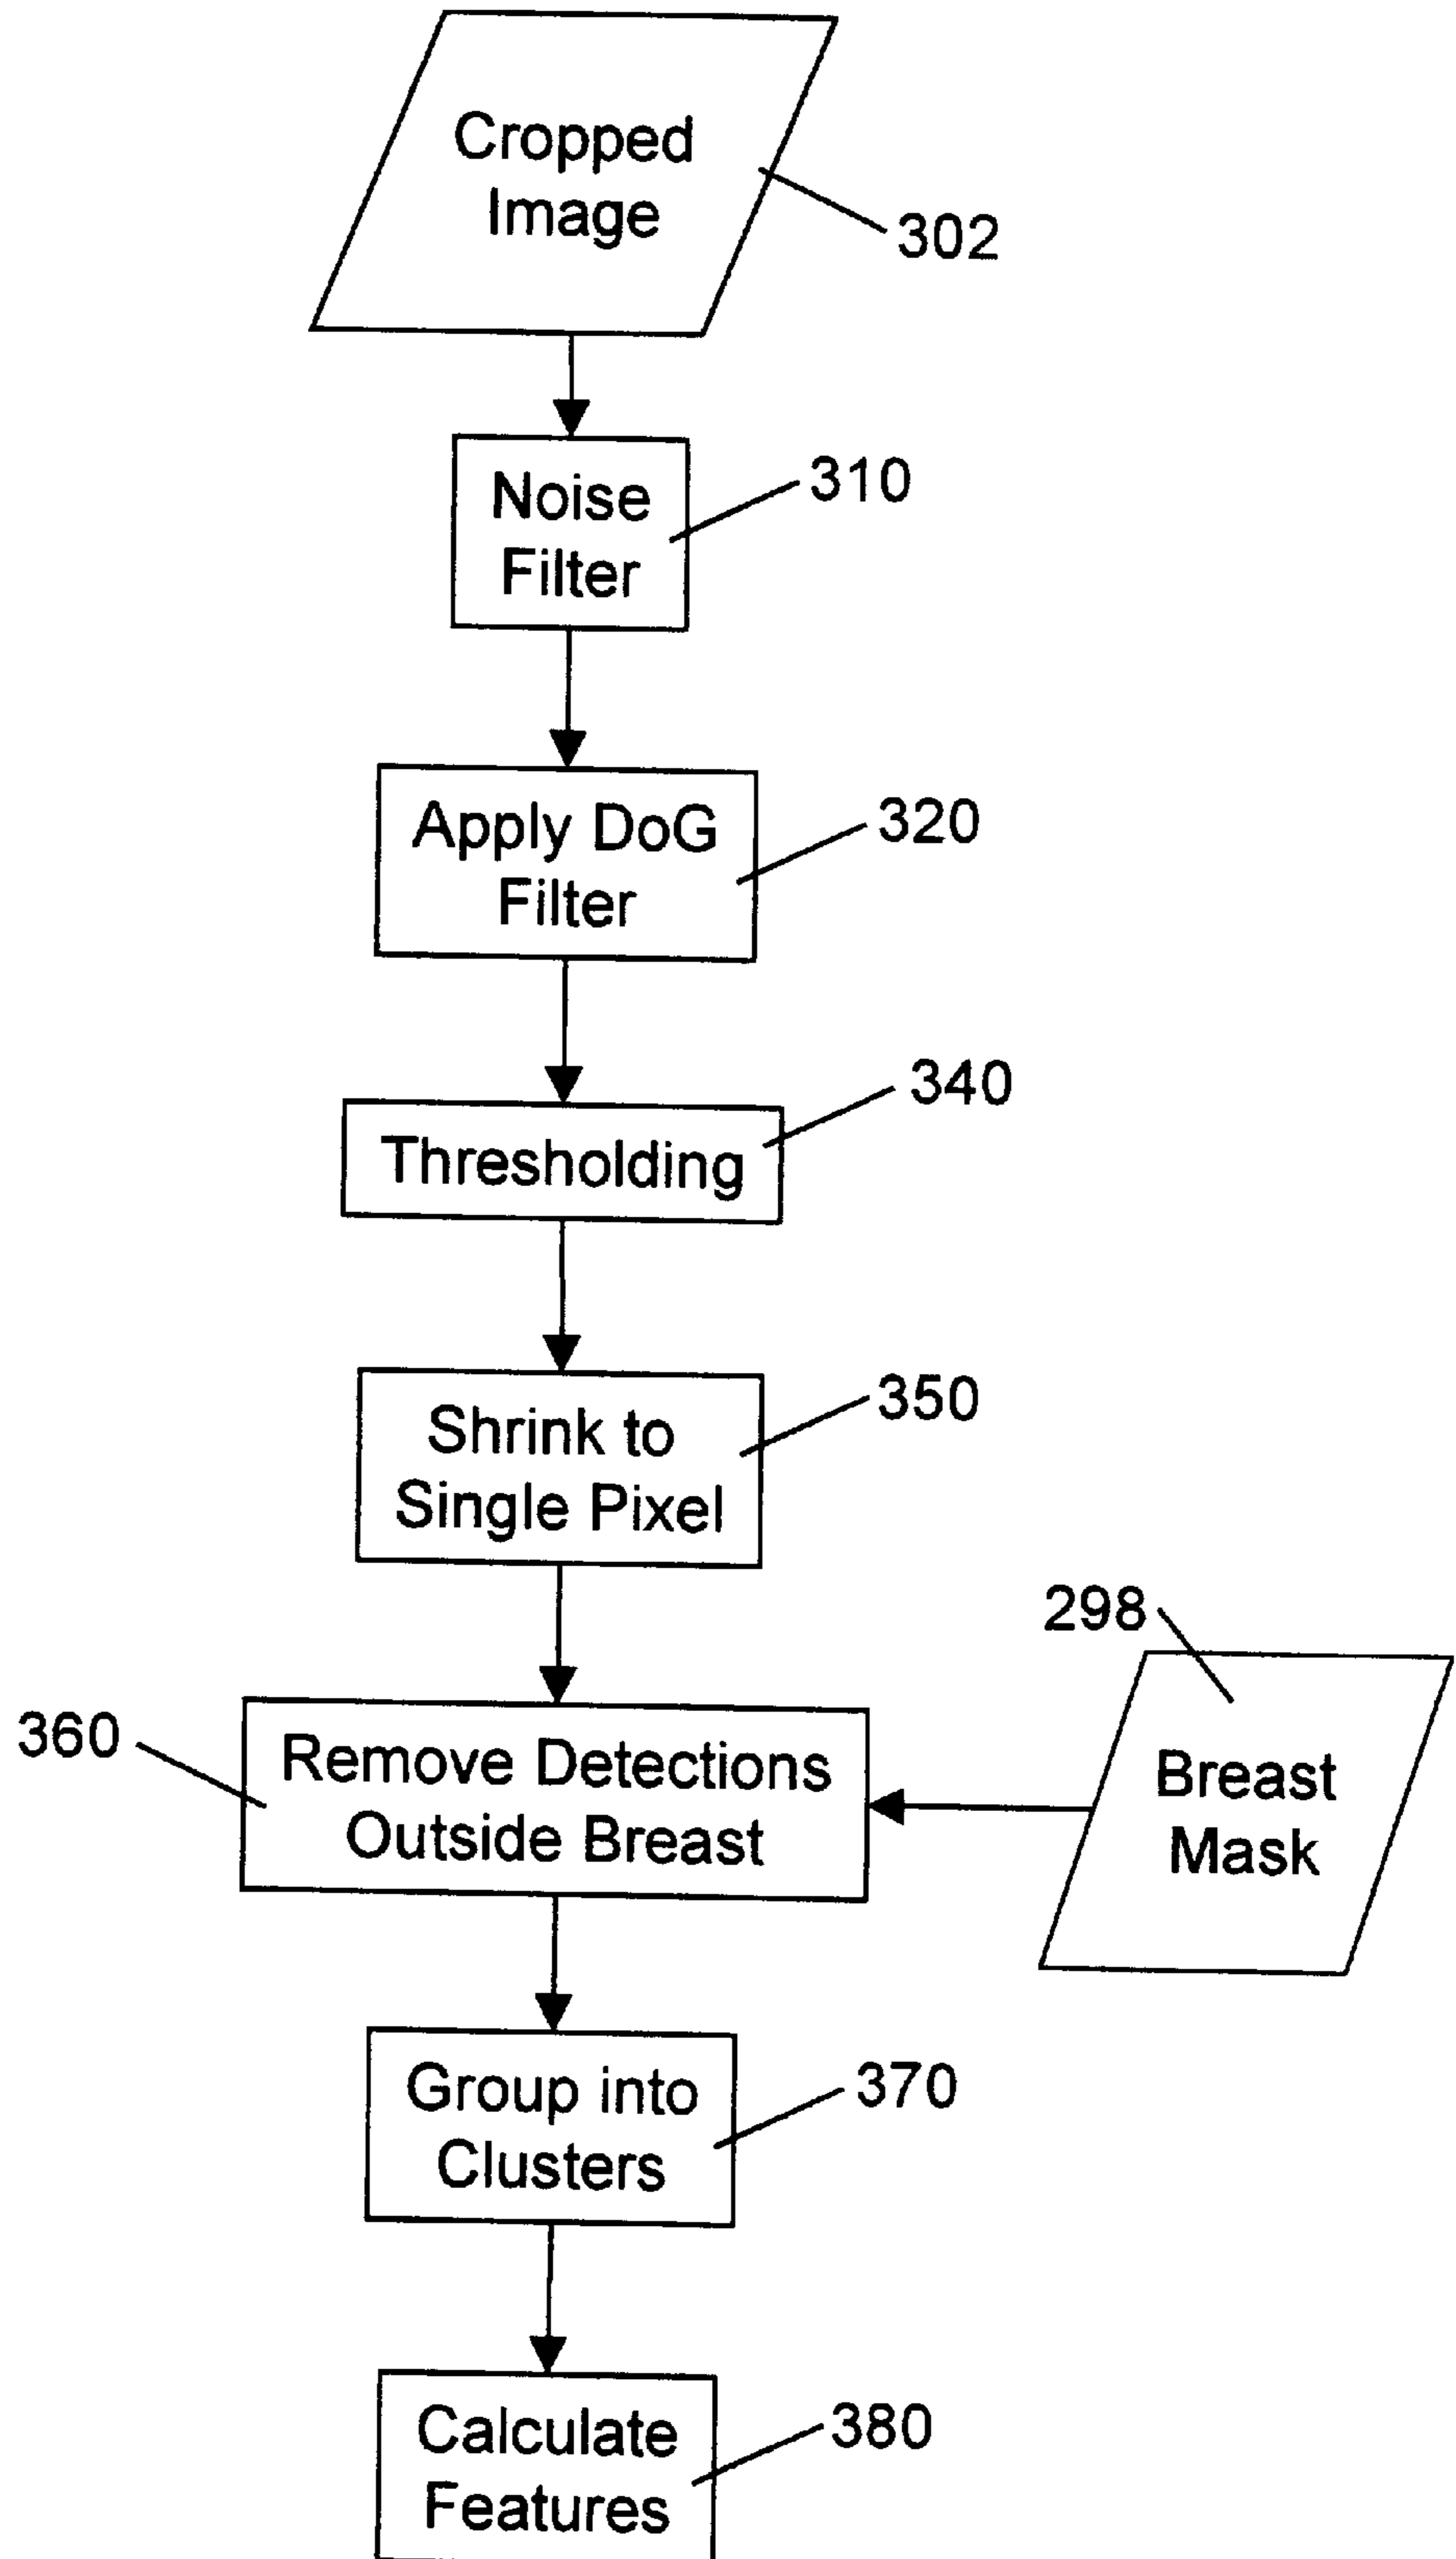 Cropped
Image
302
Noise
Filter
310
Apply DoG
Filter
320
Thresholding
340
Shrink to
Single Pixel
350
298
360
Remove Detections
Outside Breast
Breast
Mask
Group into
Clusters
370
Calculate
Features
380